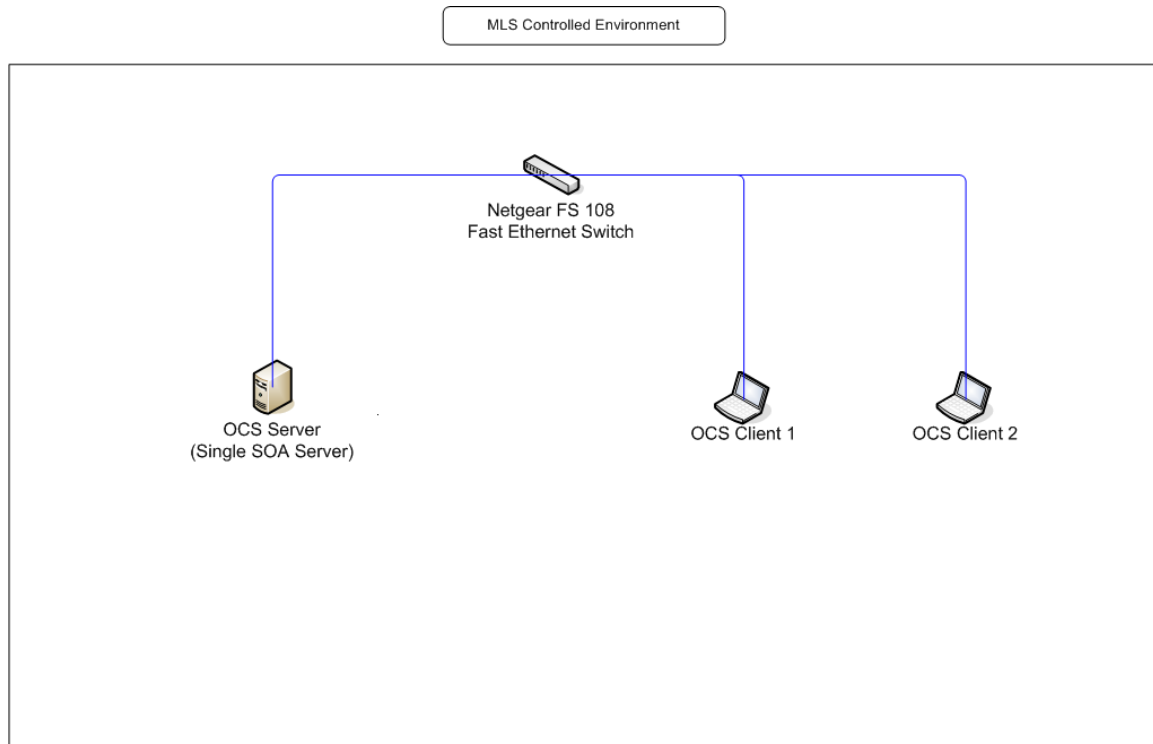 MLS Controlled Environment
Netgear FS 108
Fast Ethernet Switch
OCS Server
(Single SOA Server)
OCS Client 1
OCS Client 2